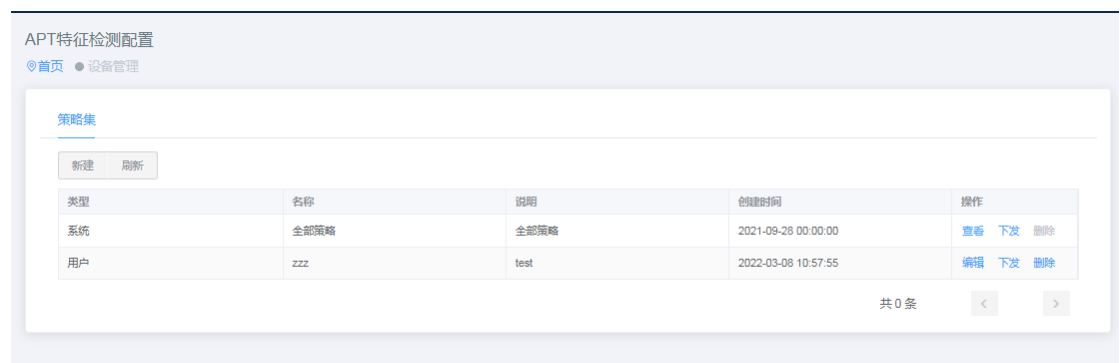 APT特征检测配置
首页 设备管理
策略集
新建 刷新
类型 名称 说明 创建时间 操作
系统 全部策略 全部策略 2021-09-28 00:00:00 查看 下发 删除
用户 zzz test 2022-03-08 10:57:55 编辑 下发 删除
共 0 条 < >